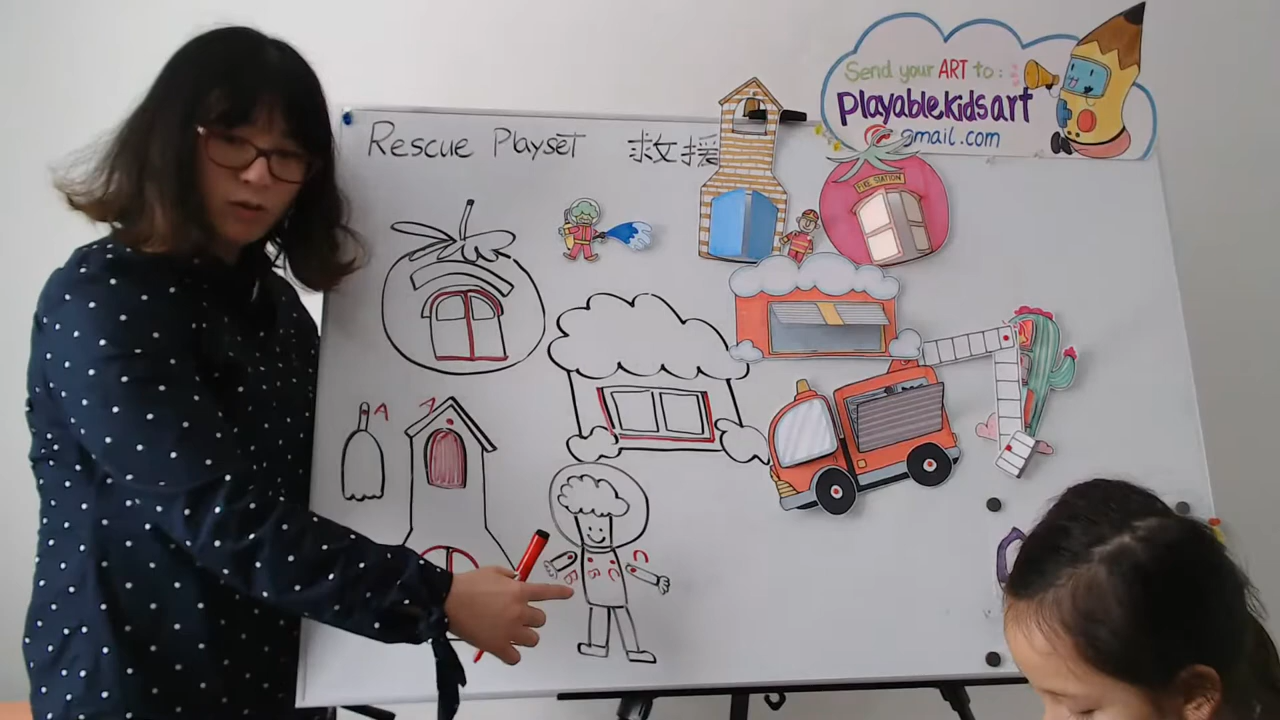 Rescue Playset 救援
Send your ART to:
Playablekidsart
@gmail.com
FIRE STATION
A
A
B
B
C
C